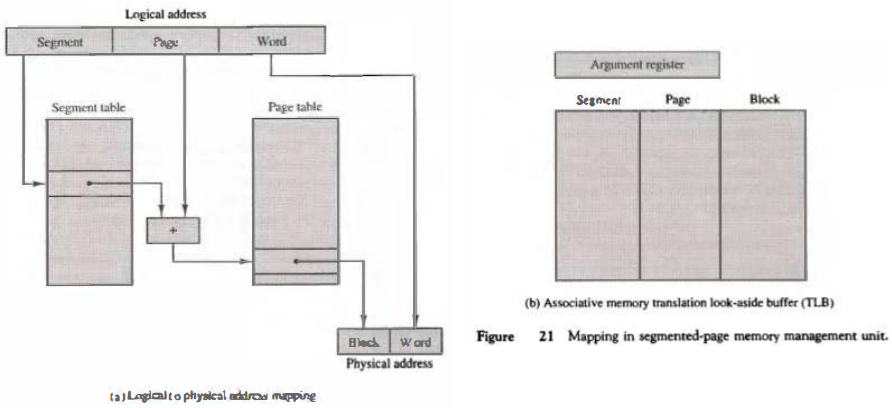 Logical address
Segment Page Word
Segment table
Page table
+
Block Word
Physical address
(a) Logical to physical address mapping
Argument register
Segment Page Block
(b) Associative memory translation look-aside buffer (TLB)
Figure 21 Mapping in segmented-page memory management unit.